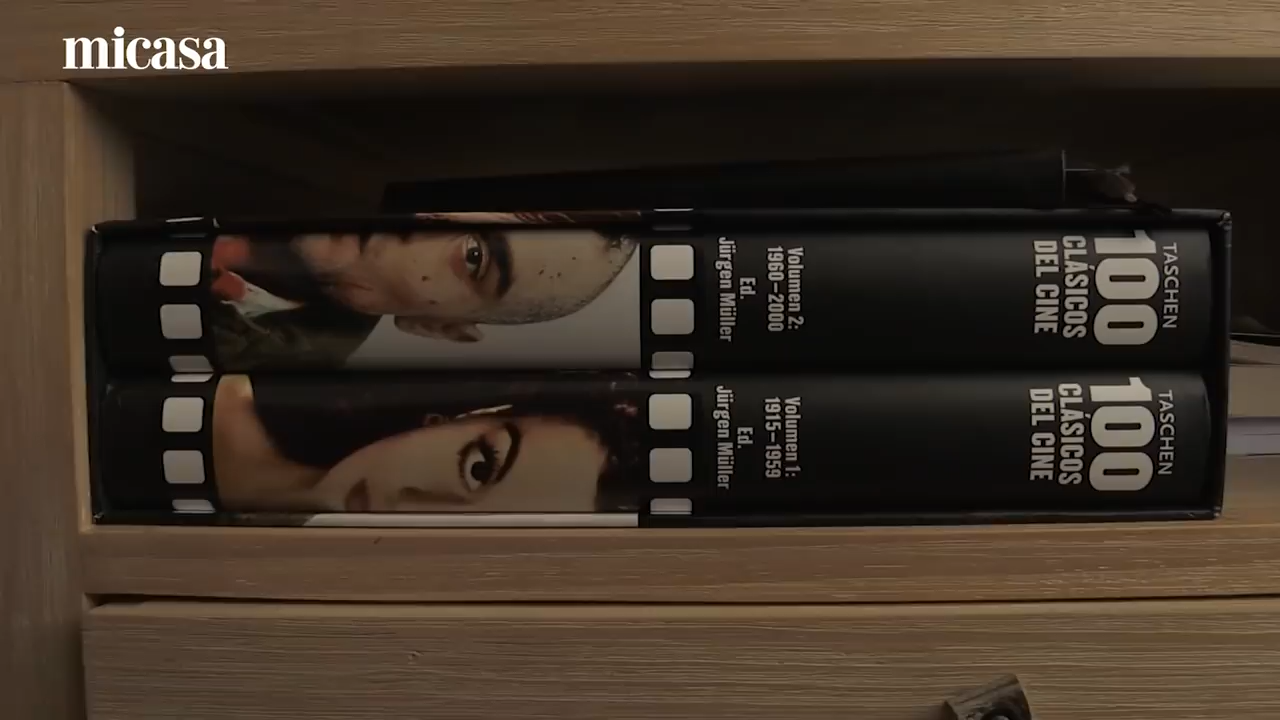 micasa
TASCHEN
100
CLÁSICOS
DEL CINE
Volumen 2:
1960–2000
Ed.
Jürgen Müller
TASCHEN
100
CLÁSICOS
DEL CINE
Volumen 1:
1915–1959
Ed.
Jürgen Müller